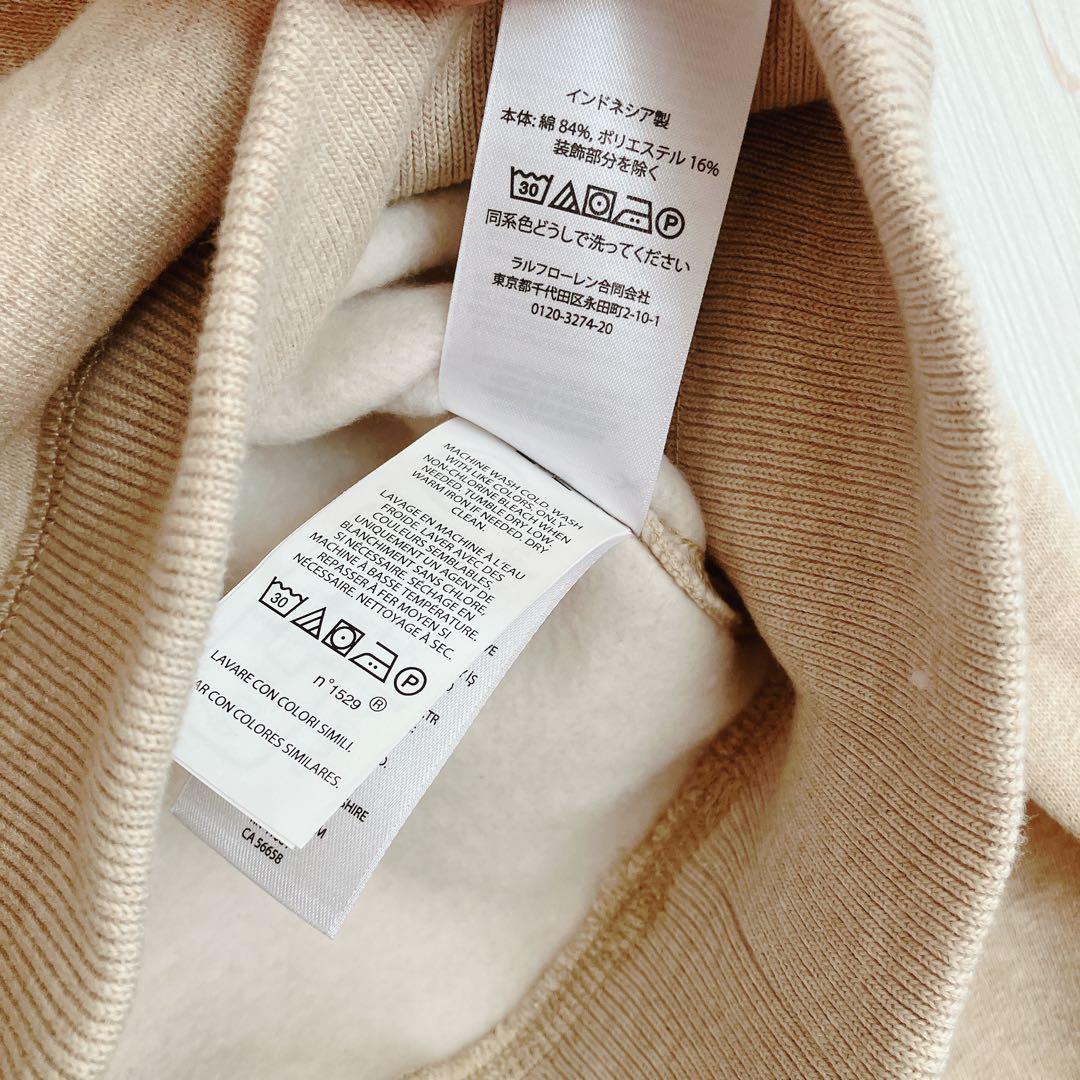 インドネシア製
本体: 綿 84%, ポリエステル 16%
装飾部分を除く
30 P
同系色どうしで洗ってください
ラルフローレン合同会社
東京都千代田区永田町2-10-1
0120-3274-20
MACHINE WASH COLD. WASH
WITH LIKE COLORS. ONLY
NON-CHLORINE BLEACH WHEN
NEEDED. TUMBLE DRY LOW.
WARM IRON IF NEEDED. DRY
CLEAN.
LAVAGE EN MACHINE À L'EAU
FROIDE. LAVER AVEC DES
COULEURS SEMBLABLES.
UNIQUEMENT UN AGENT DE
BLANCHIMENT SANS CHLORE,
SI NÉCESSAIRE. SÉCHAGE EN
MACHINE À BASSE TEMPÉRATURE.
REPASSER À FER MOYEN SI
NÉCESSAIRE. NETTOYAGE À SEC.
30 P
n°1529 ®
LAVARE CON COLORI SIMILI.
AR CON COLORES SIMILARES.
SHIRE
CA 56658